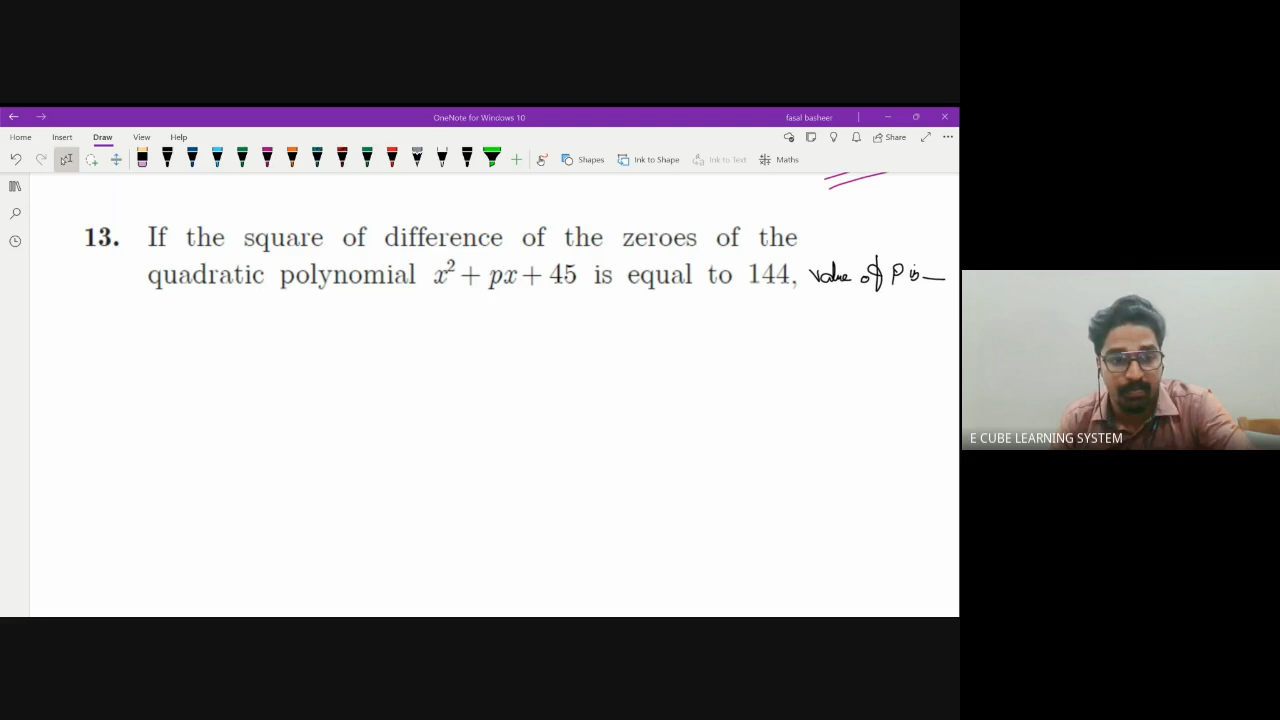 OneNote for Windows 10
fasal basheer
Home Insert Draw View Help
Share
Shapes Ink to Shape Ink to Text Maths
13. If the square of difference of the zeroes of the
quadratic polynomial x² + px + 45 is equal to 144, value of P is —
E CUBE LEARNING SYSTEM